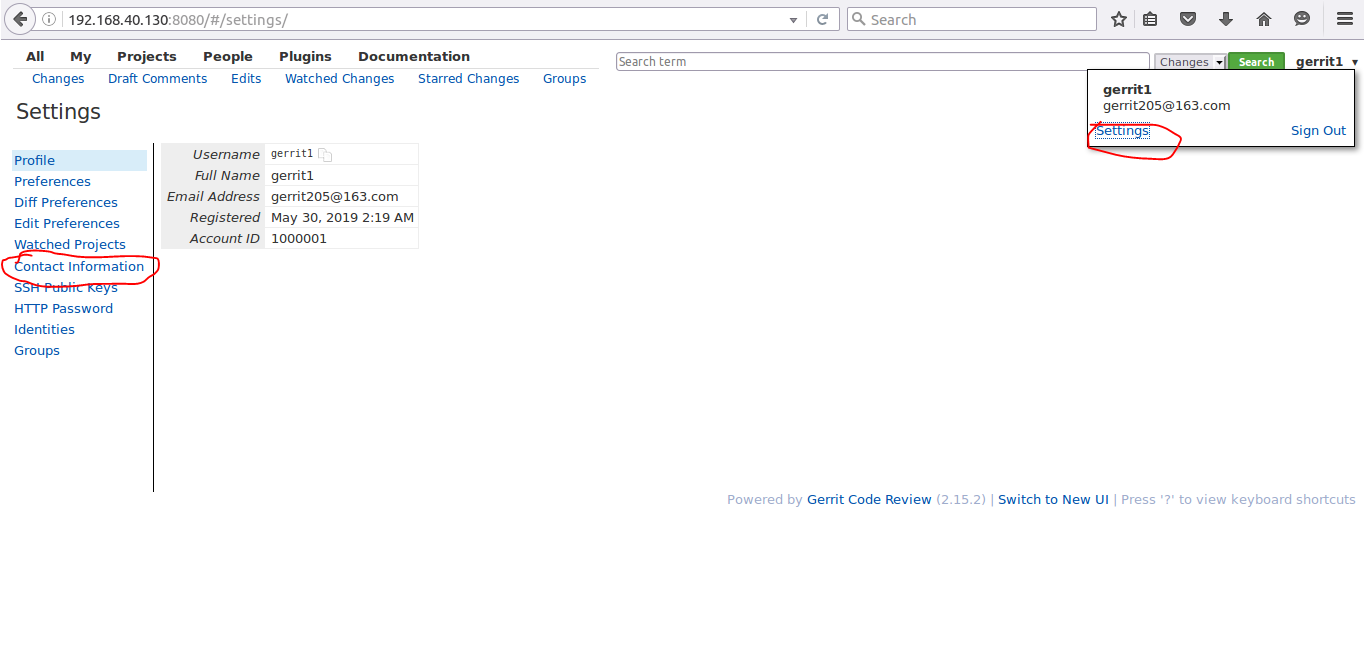 192.168.40.130:8080/#/settings/ Search
All My Projects People Plugins Documentation
Search term Changes Search gerrit1
Changes Draft Comments Edits Watched Changes Starred Changes Groups
gerrit1
gerrit205@163.com
Settings Sign Out
Settings
Profile
Preferences
Diff Preferences
Edit Preferences
Watched Projects
Contact Information
SSH Public Keys
HTTP Password
Identities
Groups
Username gerrit1
Full Name gerrit1
Email Address gerrit205@163.com
Registered May 30, 2019 2:19 AM
Account ID 1000001
Powered by Gerrit Code Review (2.15.2) | Switch to New UI | Press '?' to view keyboard shortcuts